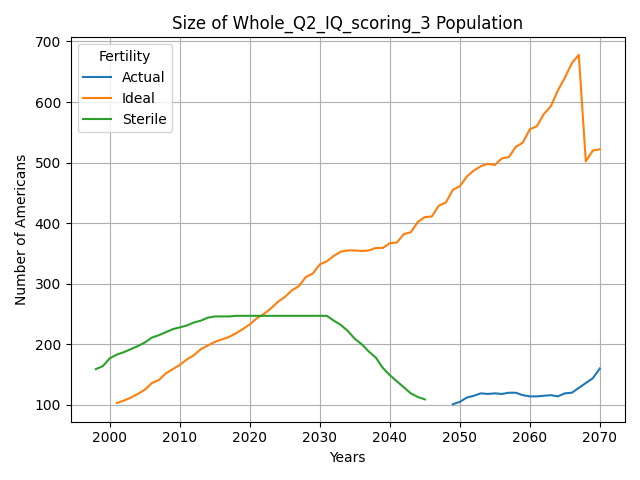 Size of Whole_Q2_IQ_scoring_3 Population
Fertility
Actual
Ideal
Sterile
Number of Americans
700
600
500
400
300
200
100
2000 2010 2020 2030 2040 2050 2060 2070
Years